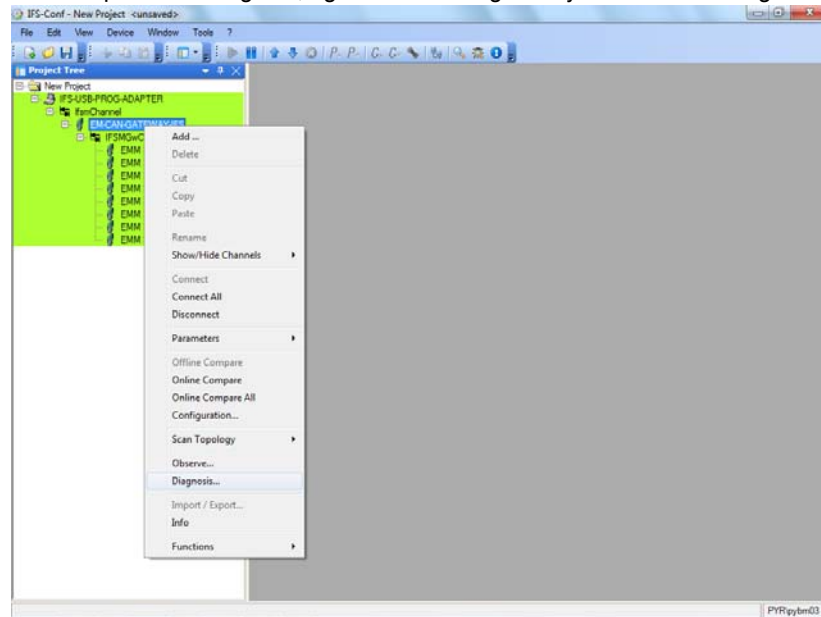 IFS-Conf - New Project <unsaved>
File Edit View Device Window Tools ?
Project Tree
New Project
IFS-USB-PROG-ADAPTER
IfsmChannel
EM-CAN-GATEWAY-IFS
IFSMGwC
EMM
EMM
EMM
EMM
EMM
EMM
EMM
EMM
Add ...
Delete
Cut
Copy
Paste
Rename
Show/Hide Channels
Connect
Connect All
Disconnect
Parameters
Offline Compare
Online Compare
Online Compare All
Configuration...
Scan Topology
Observe...
Diagnosis...
Import / Export...
Info
Functions
PYR\pybm03